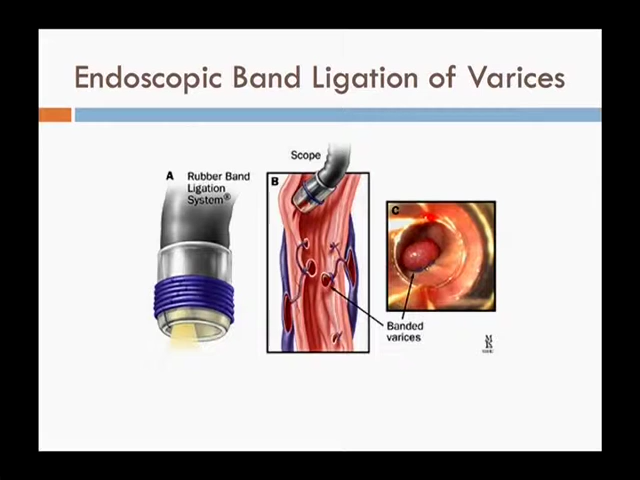 Endoscopic Band Ligation of Varices
Scope
A
Rubber Band
Ligation
System®
B
C
Banded
varices